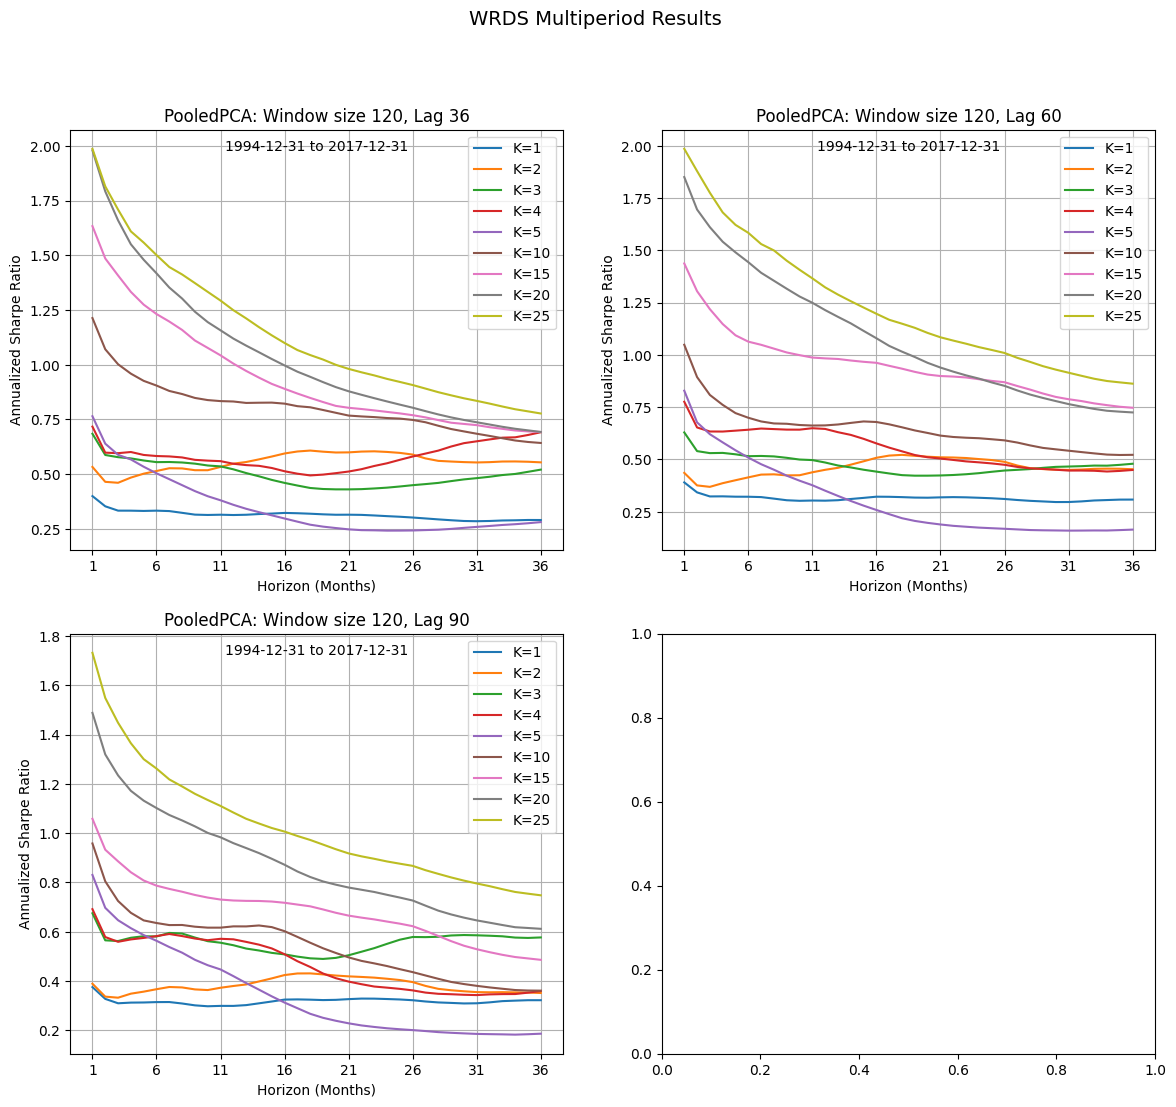 WRDS Multiperiod Results
PooledPCA: Window size 120, Lag 36
1994-12-31 to 2017-12-31
K=1
K=2
K=3
K=4
K=5
K=10
K=15
K=20
K=25
2.00
1.75
1.50
1.25
1.00
0.75
0.50
0.25
Annualized Sharpe Ratio
1 6 11 16 21 26 31 36
Horizon (Months)
PooledPCA: Window size 120, Lag 60
1994-12-31 to 2017-12-31
K=1
K=2
K=3
K=4
K=5
K=10
K=15
K=20
K=25
2.00
1.75
1.50
1.25
1.00
0.75
0.50
0.25
Annualized Sharpe Ratio
1 6 11 16 21 26 31 36
Horizon (Months)
PooledPCA: Window size 120, Lag 90
1994-12-31 to 2017-12-31
K=1
K=2
K=3
K=4
K=5
K=10
K=15
K=20
K=25
1.8
1.6
1.4
1.2
1.0
0.8
0.6
0.4
0.2
Annualized Sharpe Ratio
1 6 11 16 21 26 31 36
Horizon (Months)
1.0
0.8
0.6
0.4
0.2
0.0
0.0 0.2 0.4 0.6 0.8 1.0